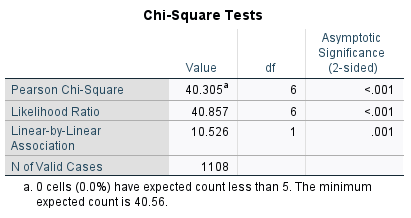 Chi-Square Tests
Value df Asymptotic Significance (2-sided)
Pearson Chi-Square 40.305a 6 <.001
Likelihood Ratio 40.857 6 <.001
Linear-by-Linear Association 10.526 1 .001
N of Valid Cases 1108
a. 0 cells (0.0%) have expected count less than 5. The minimum
expected count is 40.56.